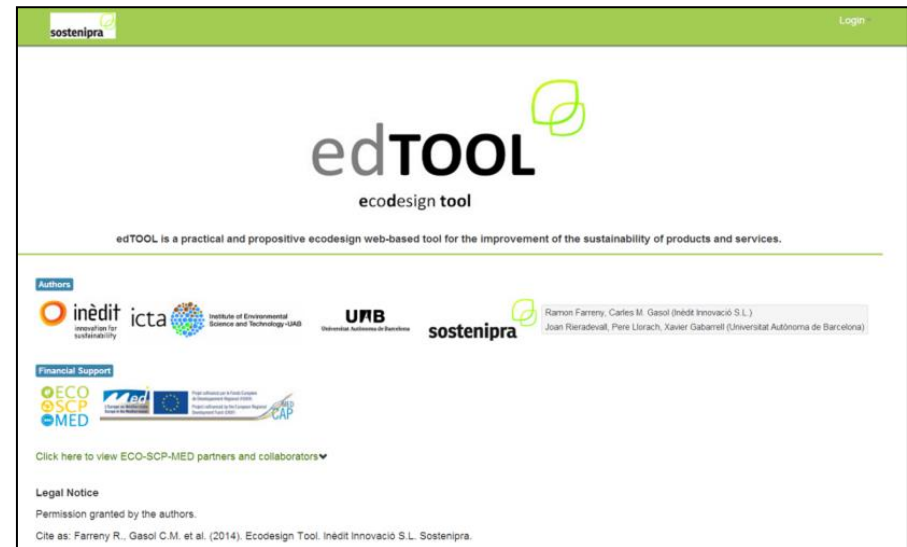 sostenipra
Login
edTOOL
ecodesign tool
edTOOL is a practical and propositive ecodesign web-based tool for the improvement of the sustainability of products and services.
Authors
inèdit
innovation for
sustainability
icta
Institute of Environmental
Science and Technology-UAB
UAB
Universitat Autònoma de Barcelona
sostenipra
Ramon Farreny, Carles M. Gasol (Inèdit Innovació S.L.)
Joan Rieradevall, Pere Llorach, Xavier Gabarrell (Universitat Autònoma de Barcelona)
Financial Support
ECO
SCP
MED
Med
MED
CAP
Click here to view ECO-SCP-MED partners and collaborators
Legal Notice
Permission granted by the authors.
Cite as: Farreny R., Gasol C.M. et al. (2014). Ecodesign Tool. Inèdit Innovació S.L. Sostenipra.